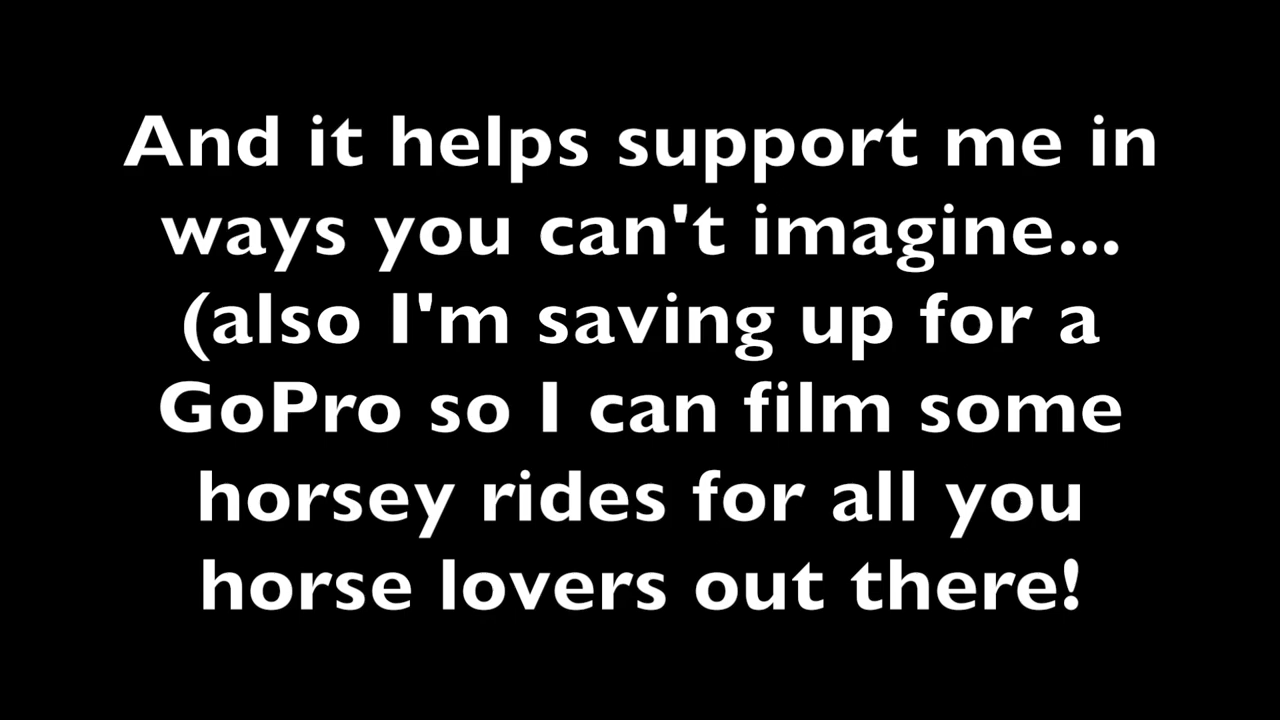 And it helps support me in
ways you can't imagine...
(also I'm saving up for a
GoPro so I can film some
horsey rides for all you
horse lovers out there!